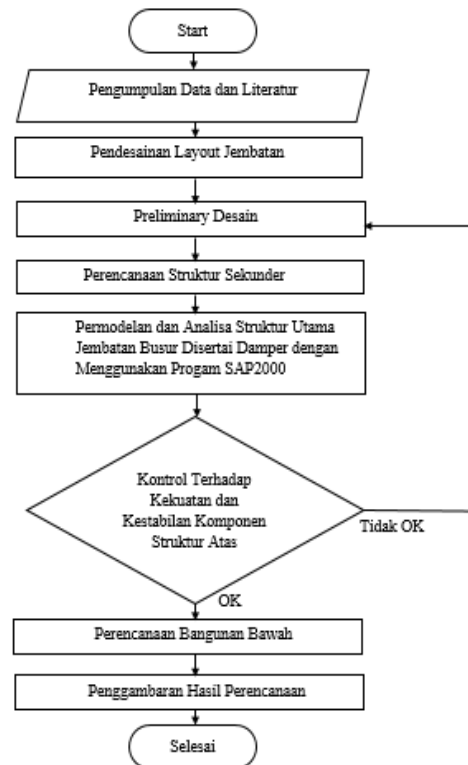 Start
Pengumpulan Data dan Literatur
Pendesainan Layout Jembatan
Preliminary Desain
Perencanaan Struktur Sekunder
Permodelan dan Analisa Struktur Utama
Jembatan Busur Disertai Damper dengan
Menggunakan Progam SAP2000
Kontrol Terhadap
Kekuatan dan
Kestabilan Komponen
Struktur Atas
Tidak OK
OK
Perencanaan Bangunan Bawah
Penggambaran Hasil Perencanaan
Selesai